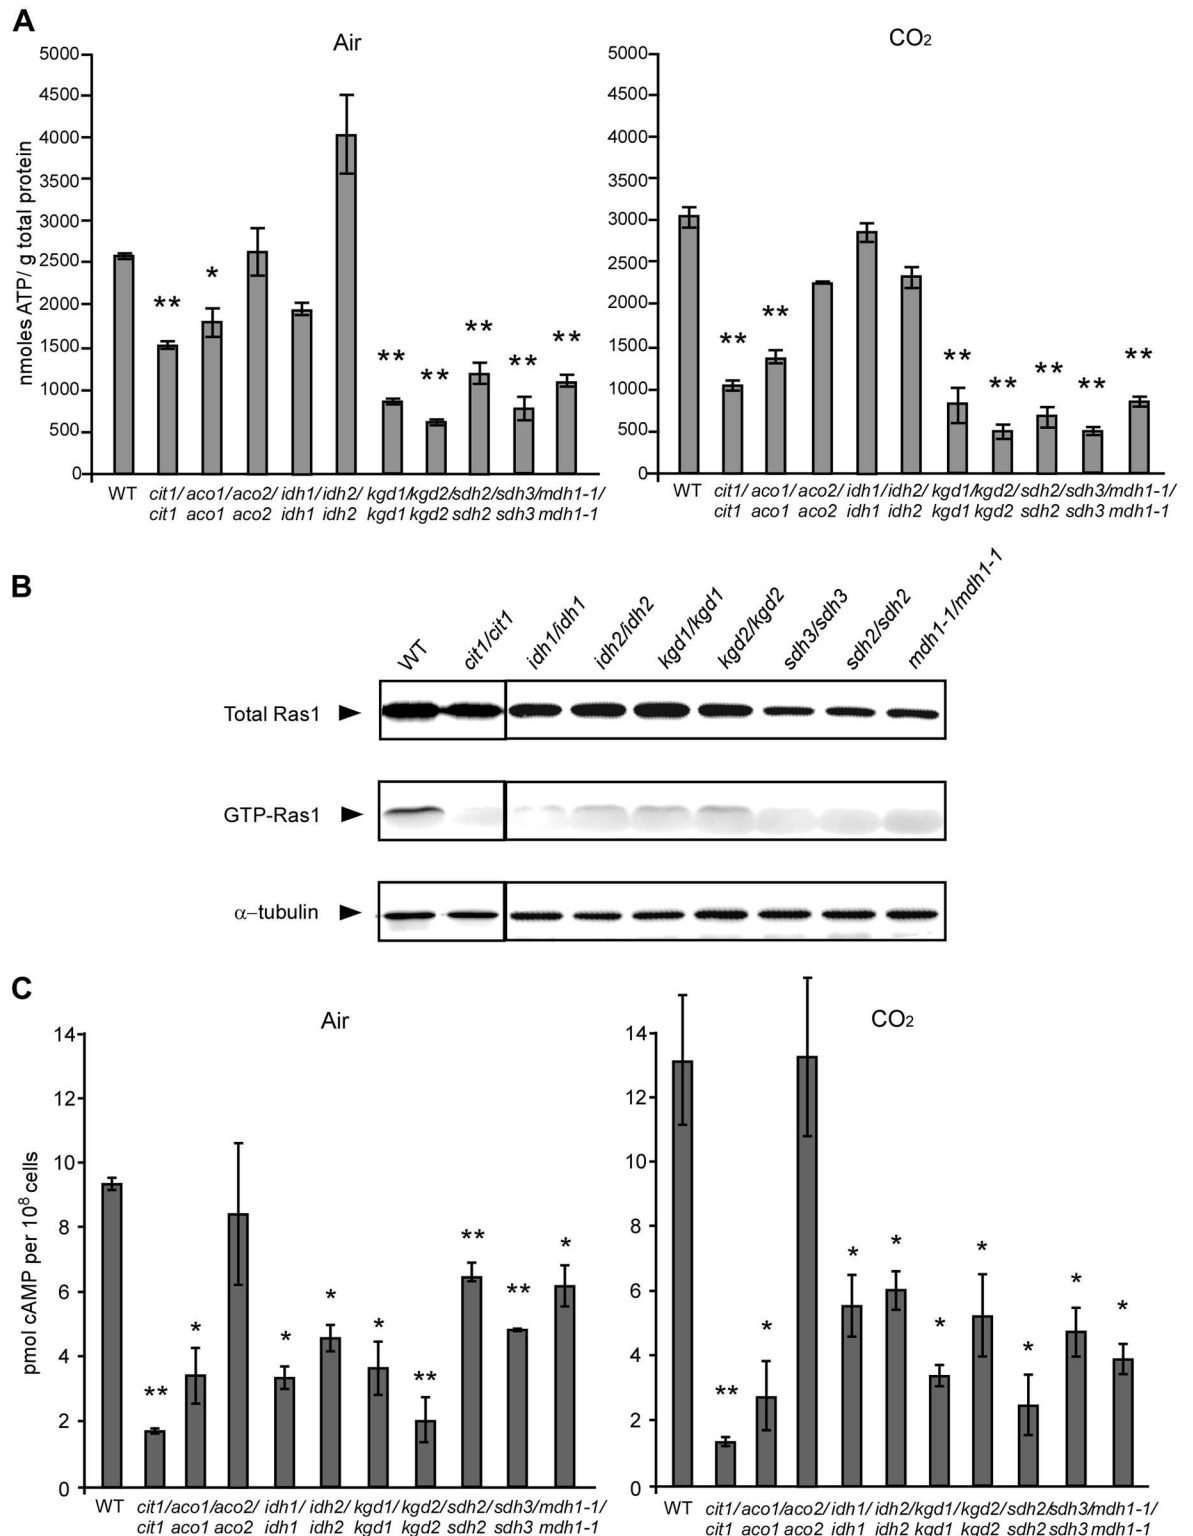 A
Air
CO₂
nmoles ATP/ g total protein
5000
4500
4000
3500
3000
2500
2000
1500
1000
500
0
**
*
**
**
**
**
**
WT
cit1/ aco1/ aco2/ idh1/ idh2/ kgd1/kgd2/sdh2/sdh3/mdh1-1/
cit1 aco1 aco2 idh1 idh2 kgd1 kgd2 sdh2 sdh3 mdh1-1
5000
4500
4000
3500
3000
2500
2000
1500
1000
500
0
**
**
**
**
**
**
**
WT
cit1/ aco1/ aco2/ idh1/ idh2/ kgd1/kgd2/ sdh2/sdh3/mdh1-1/
cit1 aco1 aco2 idh1 idh2 kgd1 kgd2 sdh2 sdh3 mdh1-1
B
WT
cit1/cit1
idh1/idh1
idh2/idh2
kgd1/kgd1
kgd2/kgd2
sdh3/sdh3
sdh2/sdh2
mdh1-1/mdh1-1
Total Ras1
GTP-Ras1
α−tubulin
C
Air
CO₂
pmol cAMP per 10⁸ cells
14
12
10
8
6
4
2
0
**
*
*
*
*
**
**
**
*
WT
cit1/aco1/aco2/ idh1/ idh2/ kgd1/ kgd2/sdh2/ sdh3/mdh1-1/
cit1 aco1 aco2 idh1 idh2 kgd1 kgd2 sdh2 sdh3 mdh1-1
14
12
10
8
6
4
2
0
**
*
*
*
*
*
*
*
*
WT
cit1/aco1/aco2/ idh1/ idh2/kgd1/ kgd2/ sdh2/sdh3/mdh1-1/
cit1 aco1 aco2 idh1 idh2 kgd1 kgd2 sdh2 sdh3 mdh1-1